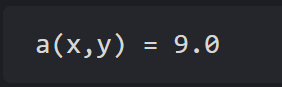 a(x,y) = 9.0